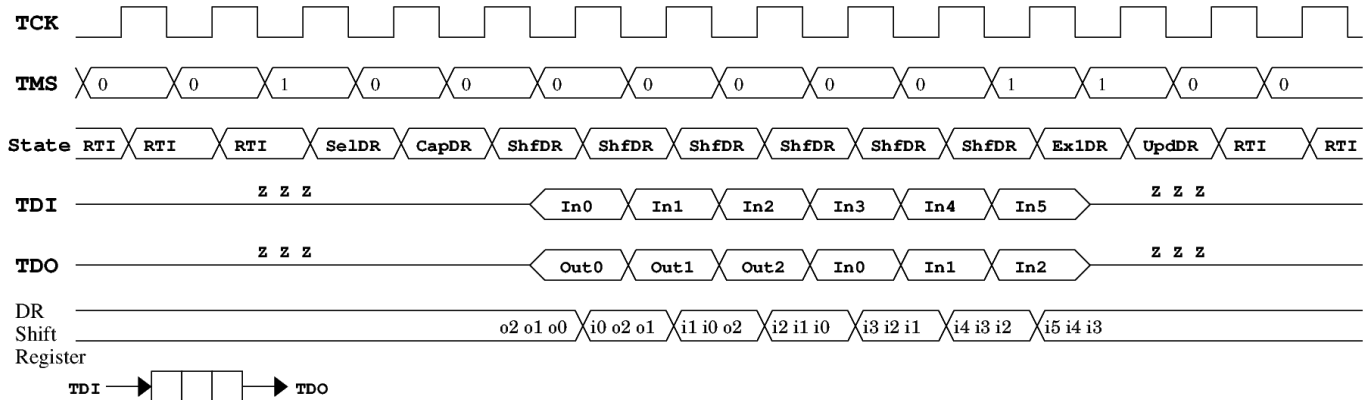 TCK
TMS 0 0 1 0 0 0 0 0 0 0 1 1 0 0
State RTI RTI RTI SelDR CapDR ShfDR ShfDR ShfDR ShfDR ShfDR ShfDR Ex1DR UpdDR RTI RTI
Z Z Z Z Z Z
TDI In0 In1 In2 In3 In4 In5
Z Z Z Z Z Z
TDO Out0 Out1 Out2 In0 In1 In2
DR
Shift o2 o1 o0 i0 o2 o1 i1 i0 o2 i2 i1 i0 i3 i2 i1 i4 i3 i2 i5 i4 i3
Register
TDI TDO